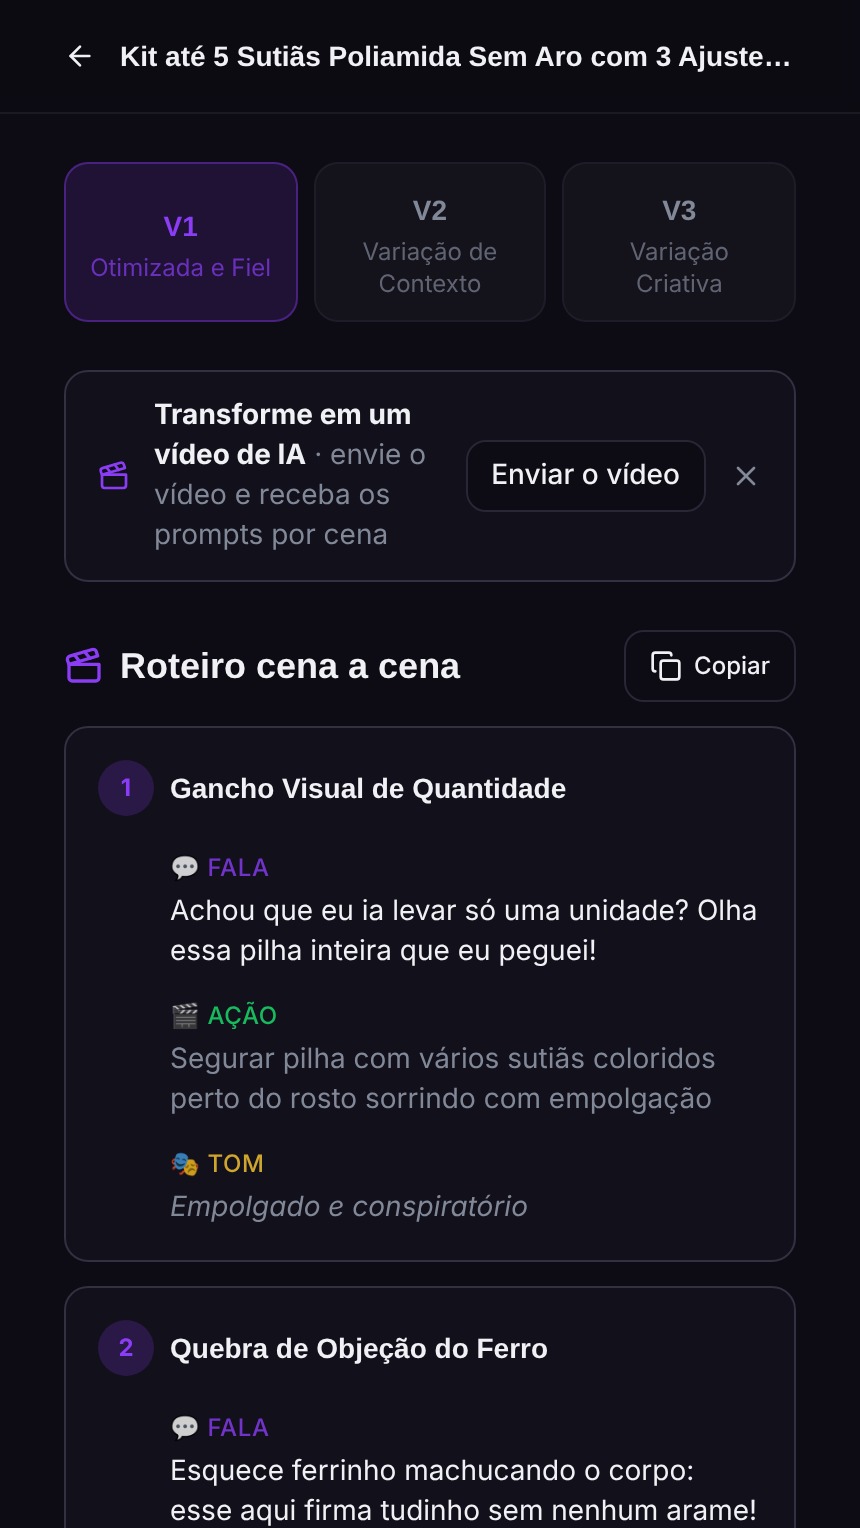 Kit até 5 Sutiãs Poliamida Sem Aro com 3 Ajuste...
V1
Otimizada e Fiel
V2
Variação de
Contexto
V3
Variação
Criativa
Transforme em um
vídeo de IA · envie o
vídeo e receba os
prompts por cena
Enviar o vídeo
Roteiro cena a cena
Copiar
1
Gancho Visual de Quantidade
💬 FALA
Achou que eu ia levar só uma unidade? Olha
essa pilha inteira que eu peguei!
🎬 AÇÃO
Segurar pilha com vários sutiãs coloridos
perto do rosto sorrindo com empolgação
🎭 TOM
Empolgado e conspiratório
2
Quebra de Objeção do Ferro
💬 FALA
Esquece ferrinho machucando o corpo:
esse aqui firma tudinho sem nenhum arame!